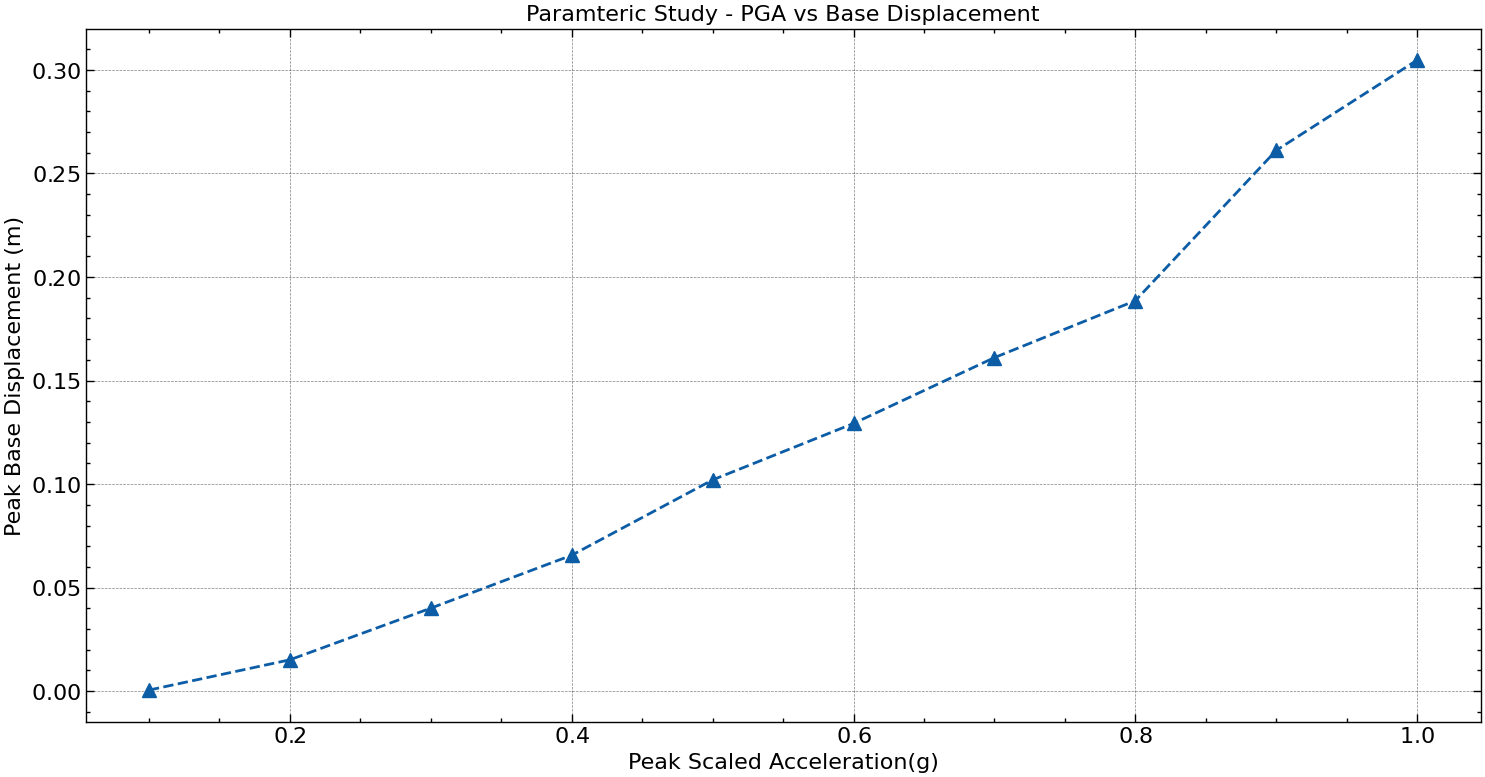 Paramteric Study - PGA vs Base Displacement
0.30
0.25
0.20
0.15
0.10
0.05
0.00
Peak Base Displacement (m)
0.2 0.4 0.6 0.8 1.0
Peak Scaled Acceleration(g)